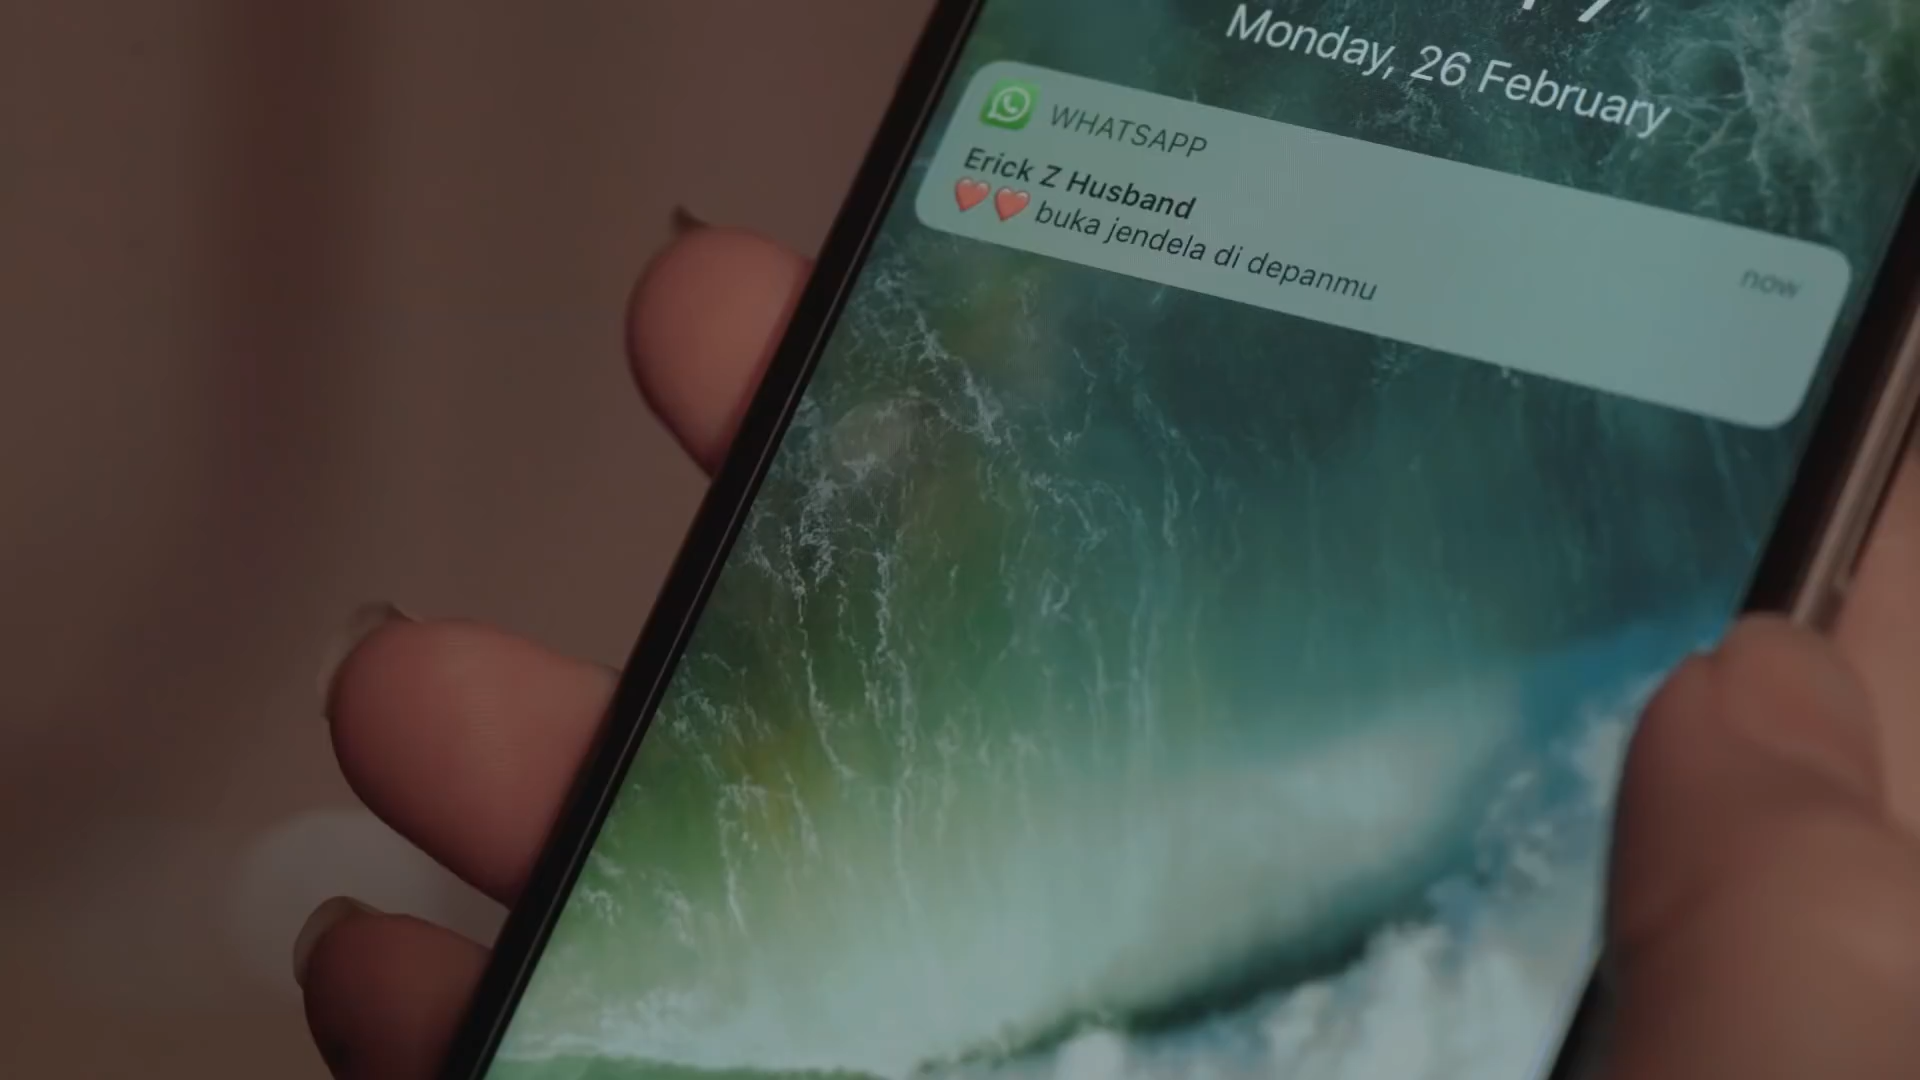 Monday, 26 February
WHATSAPP
now
Erick Z Husband
❤️❤️ buka jendela di depanmu